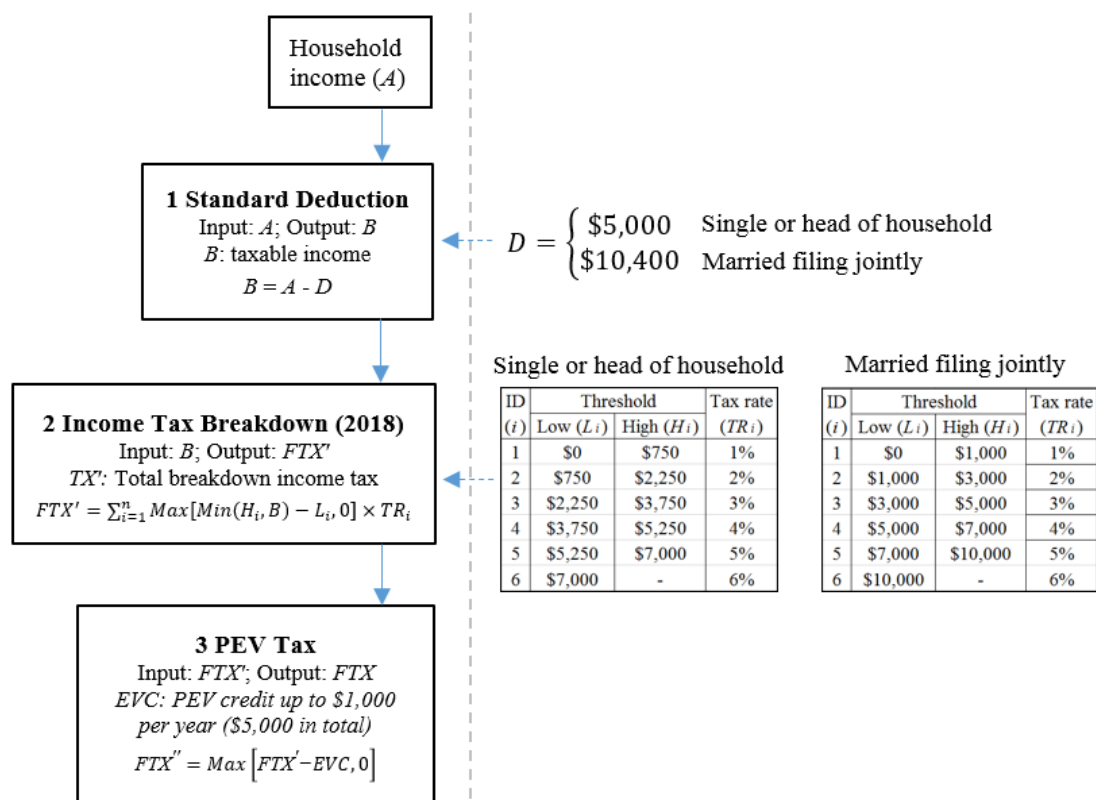 Household
income (A)
1 Standard Deduction
Input: A; Output: B
B: taxable income
B = A - D
D = { $5,000 Single or head of household
$10,400 Married filing jointly
2 Income Tax Breakdown (2018)
Input: B; Output: FTX'
TX': Total breakdown income tax
FTX' = ∑ⁿᵢ₌₁ Max[Min(Hᵢ, B) − Lᵢ, 0] × TRᵢ
Single or head of household
ID Threshold Tax rate
(i) Low (Li) High (Hi) (TRi)
1 $0 $750 1%
2 $750 $2,250 2%
3 $2,250 $3,750 3%
4 $3,750 $5,250 4%
5 $5,250 $7,000 5%
6 $7,000 - 6%
Married filing jointly
ID Threshold Tax rate
(i) Low (Li) High (Hi) (TRi)
1 $0 $1,000 1%
2 $1,000 $3,000 2%
3 $3,000 $5,000 3%
4 $5,000 $7,000 4%
5 $7,000 $10,000 5%
6 $10,000 - 6%
3 PEV Tax
Input: FTX'; Output: FTX
EVC: PEV credit up to $1,000
per year ($5,000 in total)
FTX'' = Max[FTX'−EVC, 0]